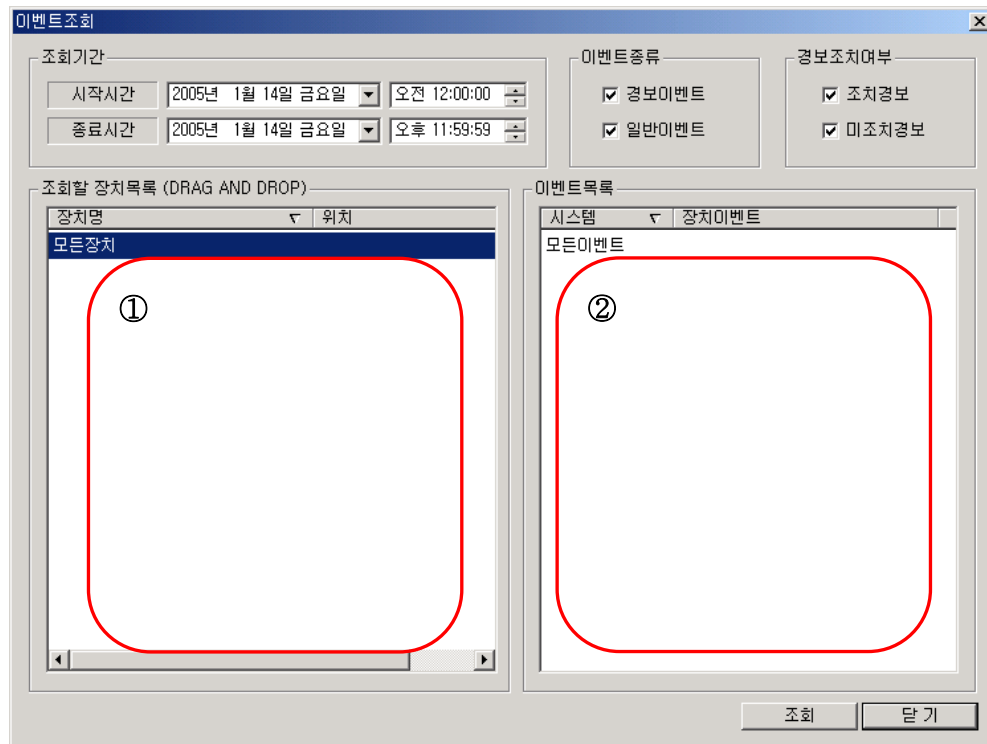 이벤트조회
조회기간
시작시간 2005년 1월 14일 금요일 오전 12:00:00
종료시간 2005년 1월 14일 금요일 오후 11:59:59
이벤트종류
경보이벤트
일반이벤트
경보조치여부
조치경보
미조치경보
조회할 장치목록 (DRAG AND DROP)
장치명 위치
모든장치
①
이벤트목록
시스템 장치이벤트
모든이벤트
②
조회 닫 기